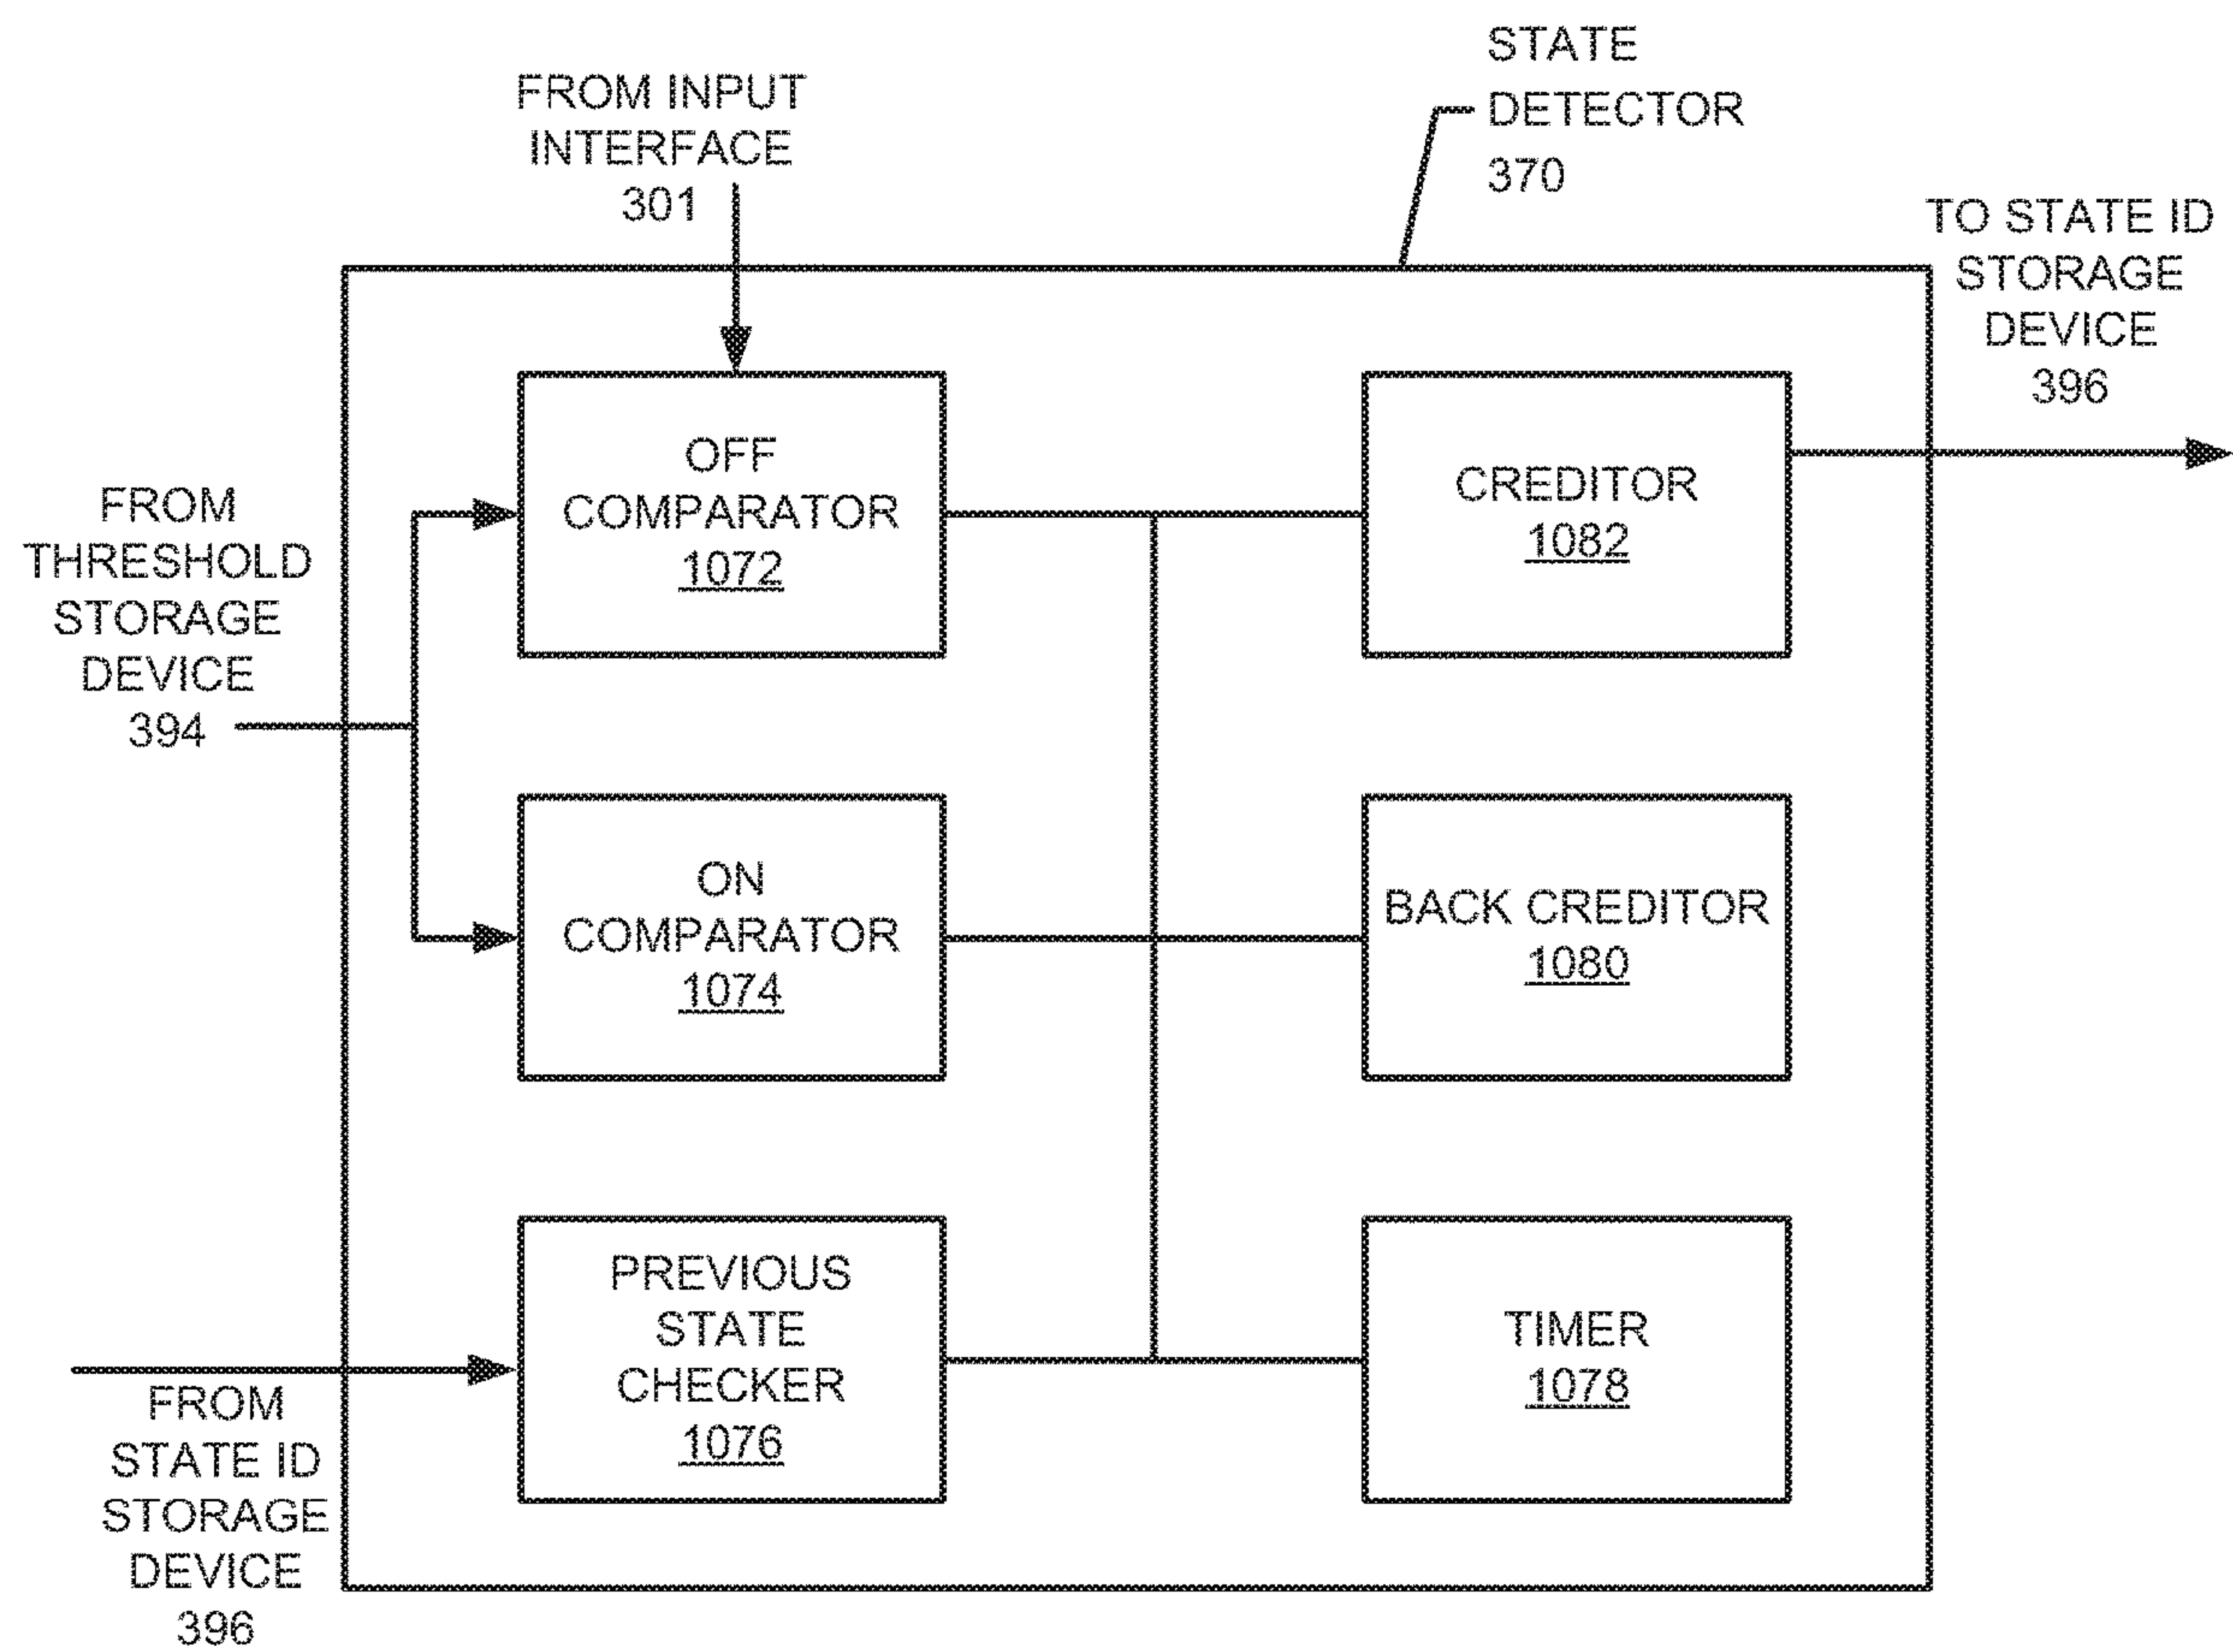 STATE
DETECTOR
370
FROM INPUT
INTERFACE
301
TO STATE ID
STORAGE
DEVICE
396
FROM
THRESHOLD
STORAGE
DEVICE
394
OFF
COMPARATOR
1072
CREDITOR
1082
ON
COMPARATOR
1074
BACK CREDITOR
1080
PREVIOUS
STATE
CHECKER
1076
TIMER
1078
FROM
STATE ID
STORAGE
DEVICE
396